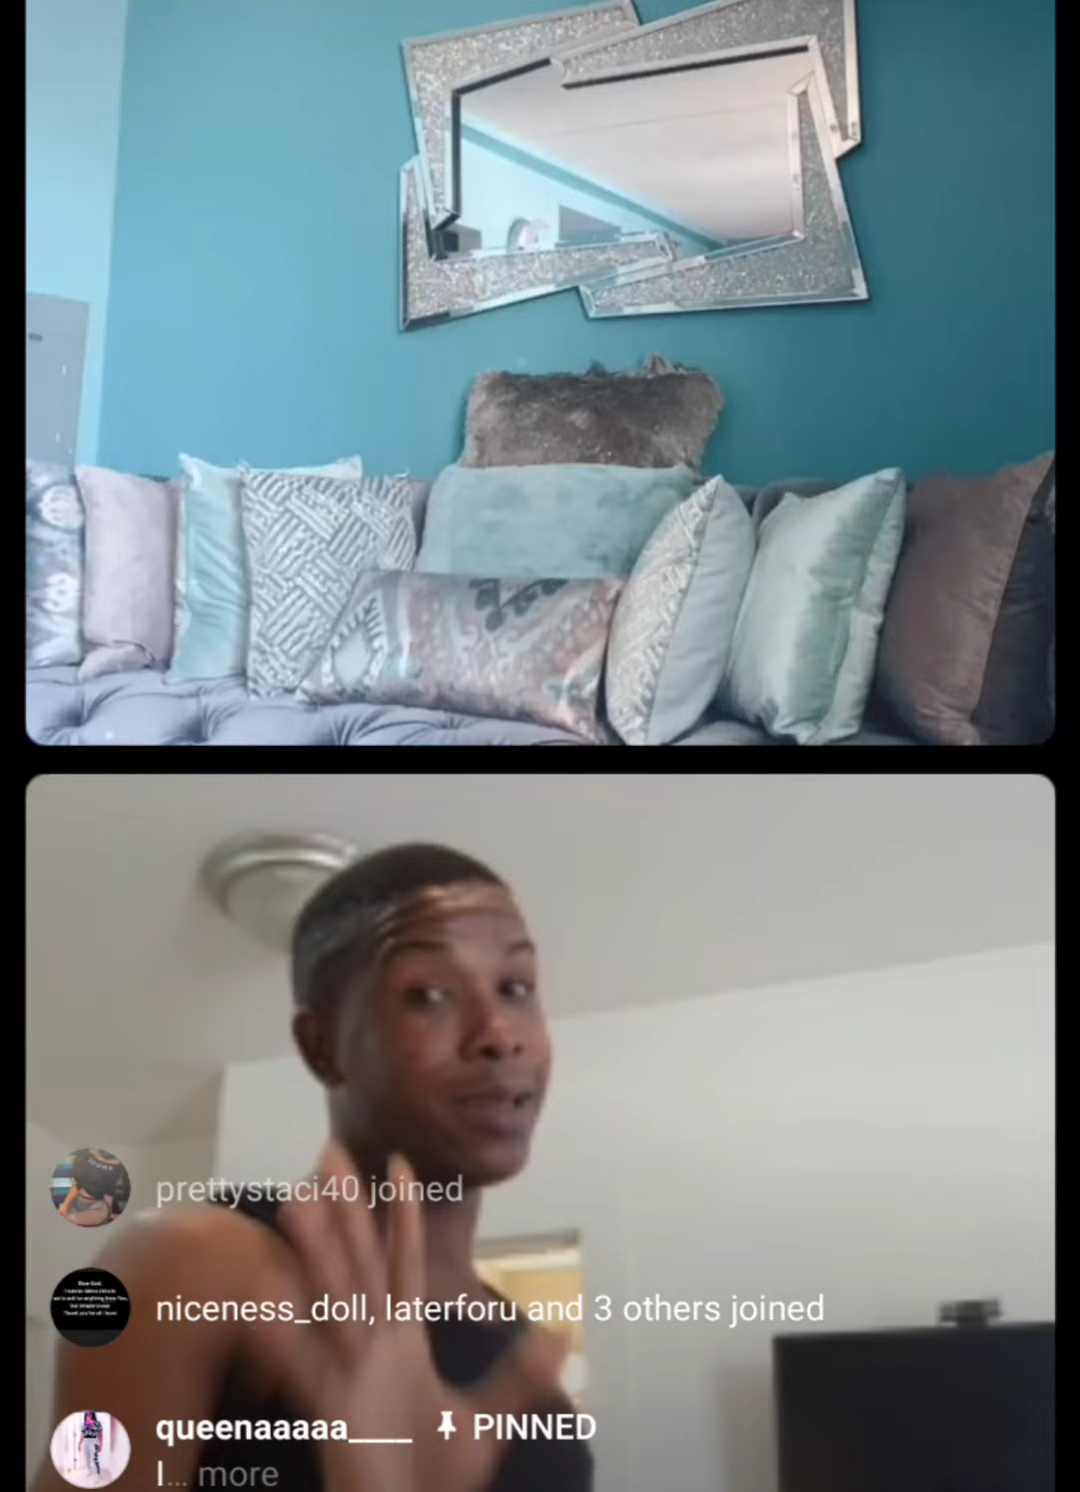 prettystaci40 joined
niceness_doll, laterforu and 3 others joined
queenaaaaa____ PINNED
I... more